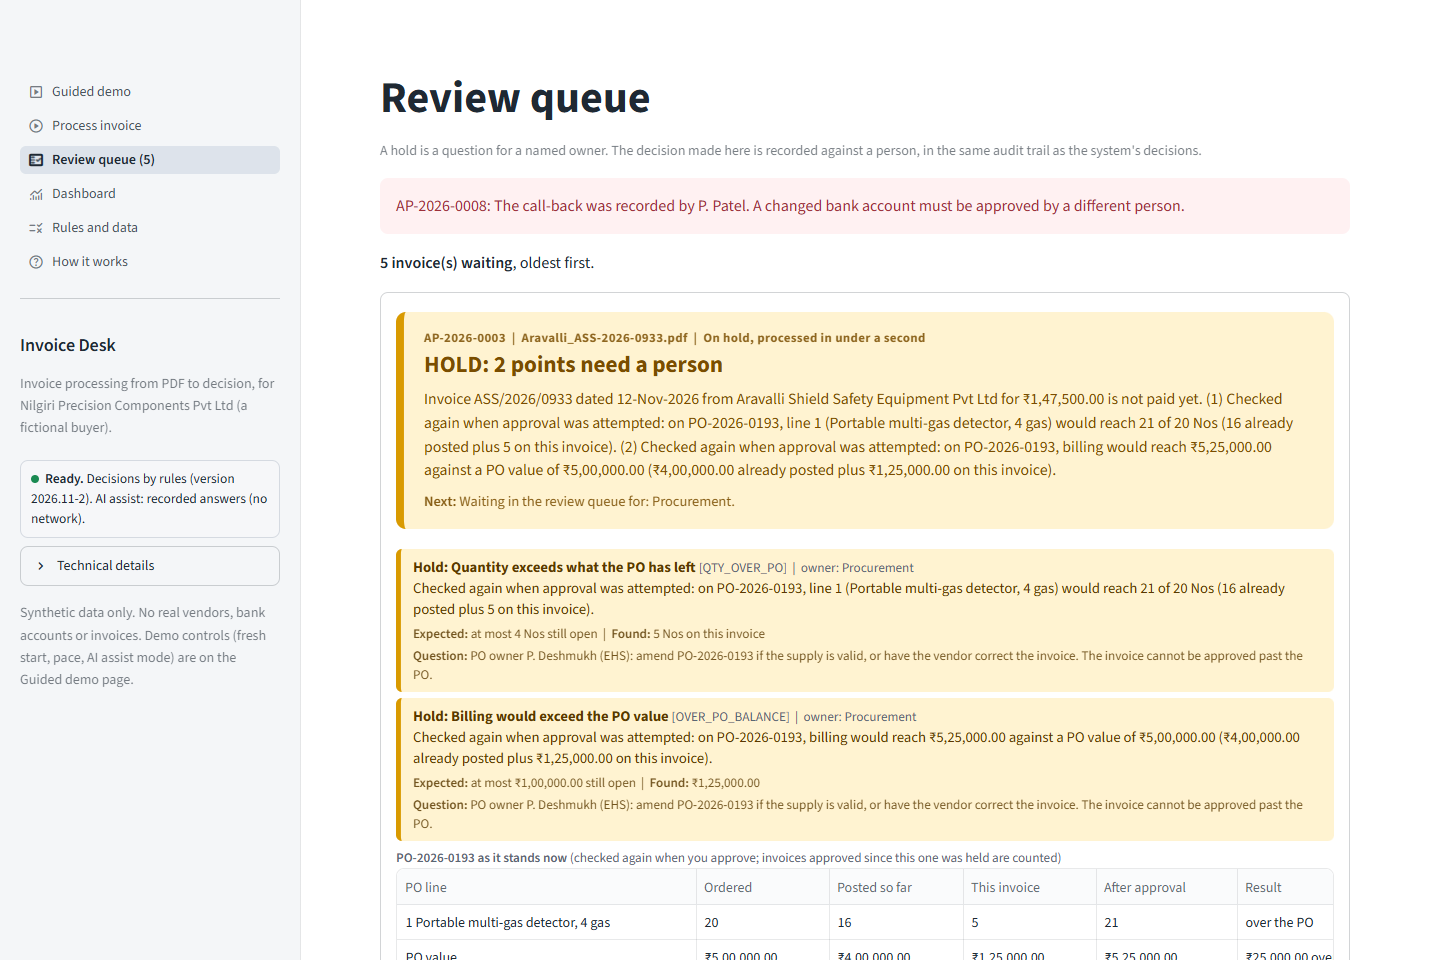 Guided demo
Process invoice
Review queue (5)
Dashboard
Rules and data
How it works
Invoice Desk
Invoice processing from PDF to decision, for
Nilgiri Precision Components Pvt Ltd (a
fictional buyer).
Ready. Decisions by rules (version
2026.11-2). AI assist: recorded answers (no
network).
Technical details
Synthetic data only. No real vendors, bank
accounts or invoices. Demo controls (fresh
start, pace, AI assist mode) are on the
Guided demo page.
Review queue
A hold is a question for a named owner. The decision made here is recorded against a person, in the same audit trail as the system's decisions.
AP-2026-0008: The call-back was recorded by P. Patel. A changed bank account must be approved by a different person.
5 invoice(s) waiting, oldest first.
AP-2026-0003 | Aravalli_ASS-2026-0933.pdf | On hold, processed in under a second
HOLD: 2 points need a person
Invoice ASS/2026/0933 dated 12-Nov-2026 from Aravalli Shield Safety Equipment Pvt Ltd for ₹1,47,500.00 is not paid yet. (1) Checked
again when approval was attempted: on PO-2026-0193, line 1 (Portable multi-gas detector, 4 gas) would reach 21 of 20 Nos (16 already
posted plus 5 on this invoice). (2) Checked again when approval was attempted: on PO-2026-0193, billing would reach ₹5,25,000.00
against a PO value of ₹5,00,000.00 (₹4,00,000.00 already posted plus ₹1,25,000.00 on this invoice).
Next: Waiting in the review queue for: Procurement.
Hold: Quantity exceeds what the PO has left [QTY_OVER_PO] | owner: Procurement
Checked again when approval was attempted: on PO-2026-0193, line 1 (Portable multi-gas detector, 4 gas) would reach 21 of 20 Nos (16 already
posted plus 5 on this invoice).
Expected: at most 4 Nos still open | Found: 5 Nos on this invoice
Question: PO owner P. Deshmukh (EHS): amend PO-2026-0193 if the supply is valid, or have the vendor correct the invoice. The invoice cannot be approved past the
PO.
Hold: Billing would exceed the PO value [OVER_PO_BALANCE] | owner: Procurement
Checked again when approval was attempted: on PO-2026-0193, billing would reach ₹5,25,000.00 against a PO value of ₹5,00,000.00 (₹4,00,000.00
already posted plus ₹1,25,000.00 on this invoice).
Expected: at most ₹1,00,000.00 still open | Found: ₹1,25,000.00
Question: PO owner P. Deshmukh (EHS): amend PO-2026-0193 if the supply is valid, or have the vendor correct the invoice. The invoice cannot be approved past the
PO.
PO-2026-0193 as it stands now (checked again when you approve; invoices approved since this one was held are counted)
PO line Ordered Posted so far This invoice After approval Result
1 Portable multi-gas detector, 4 gas 20 16 5 21 over the PO
PO value ₹5,00,000.00 ₹4,00,000.00 ₹1,25,000.00 ₹5,25,000.00 ₹25,000.00 ove